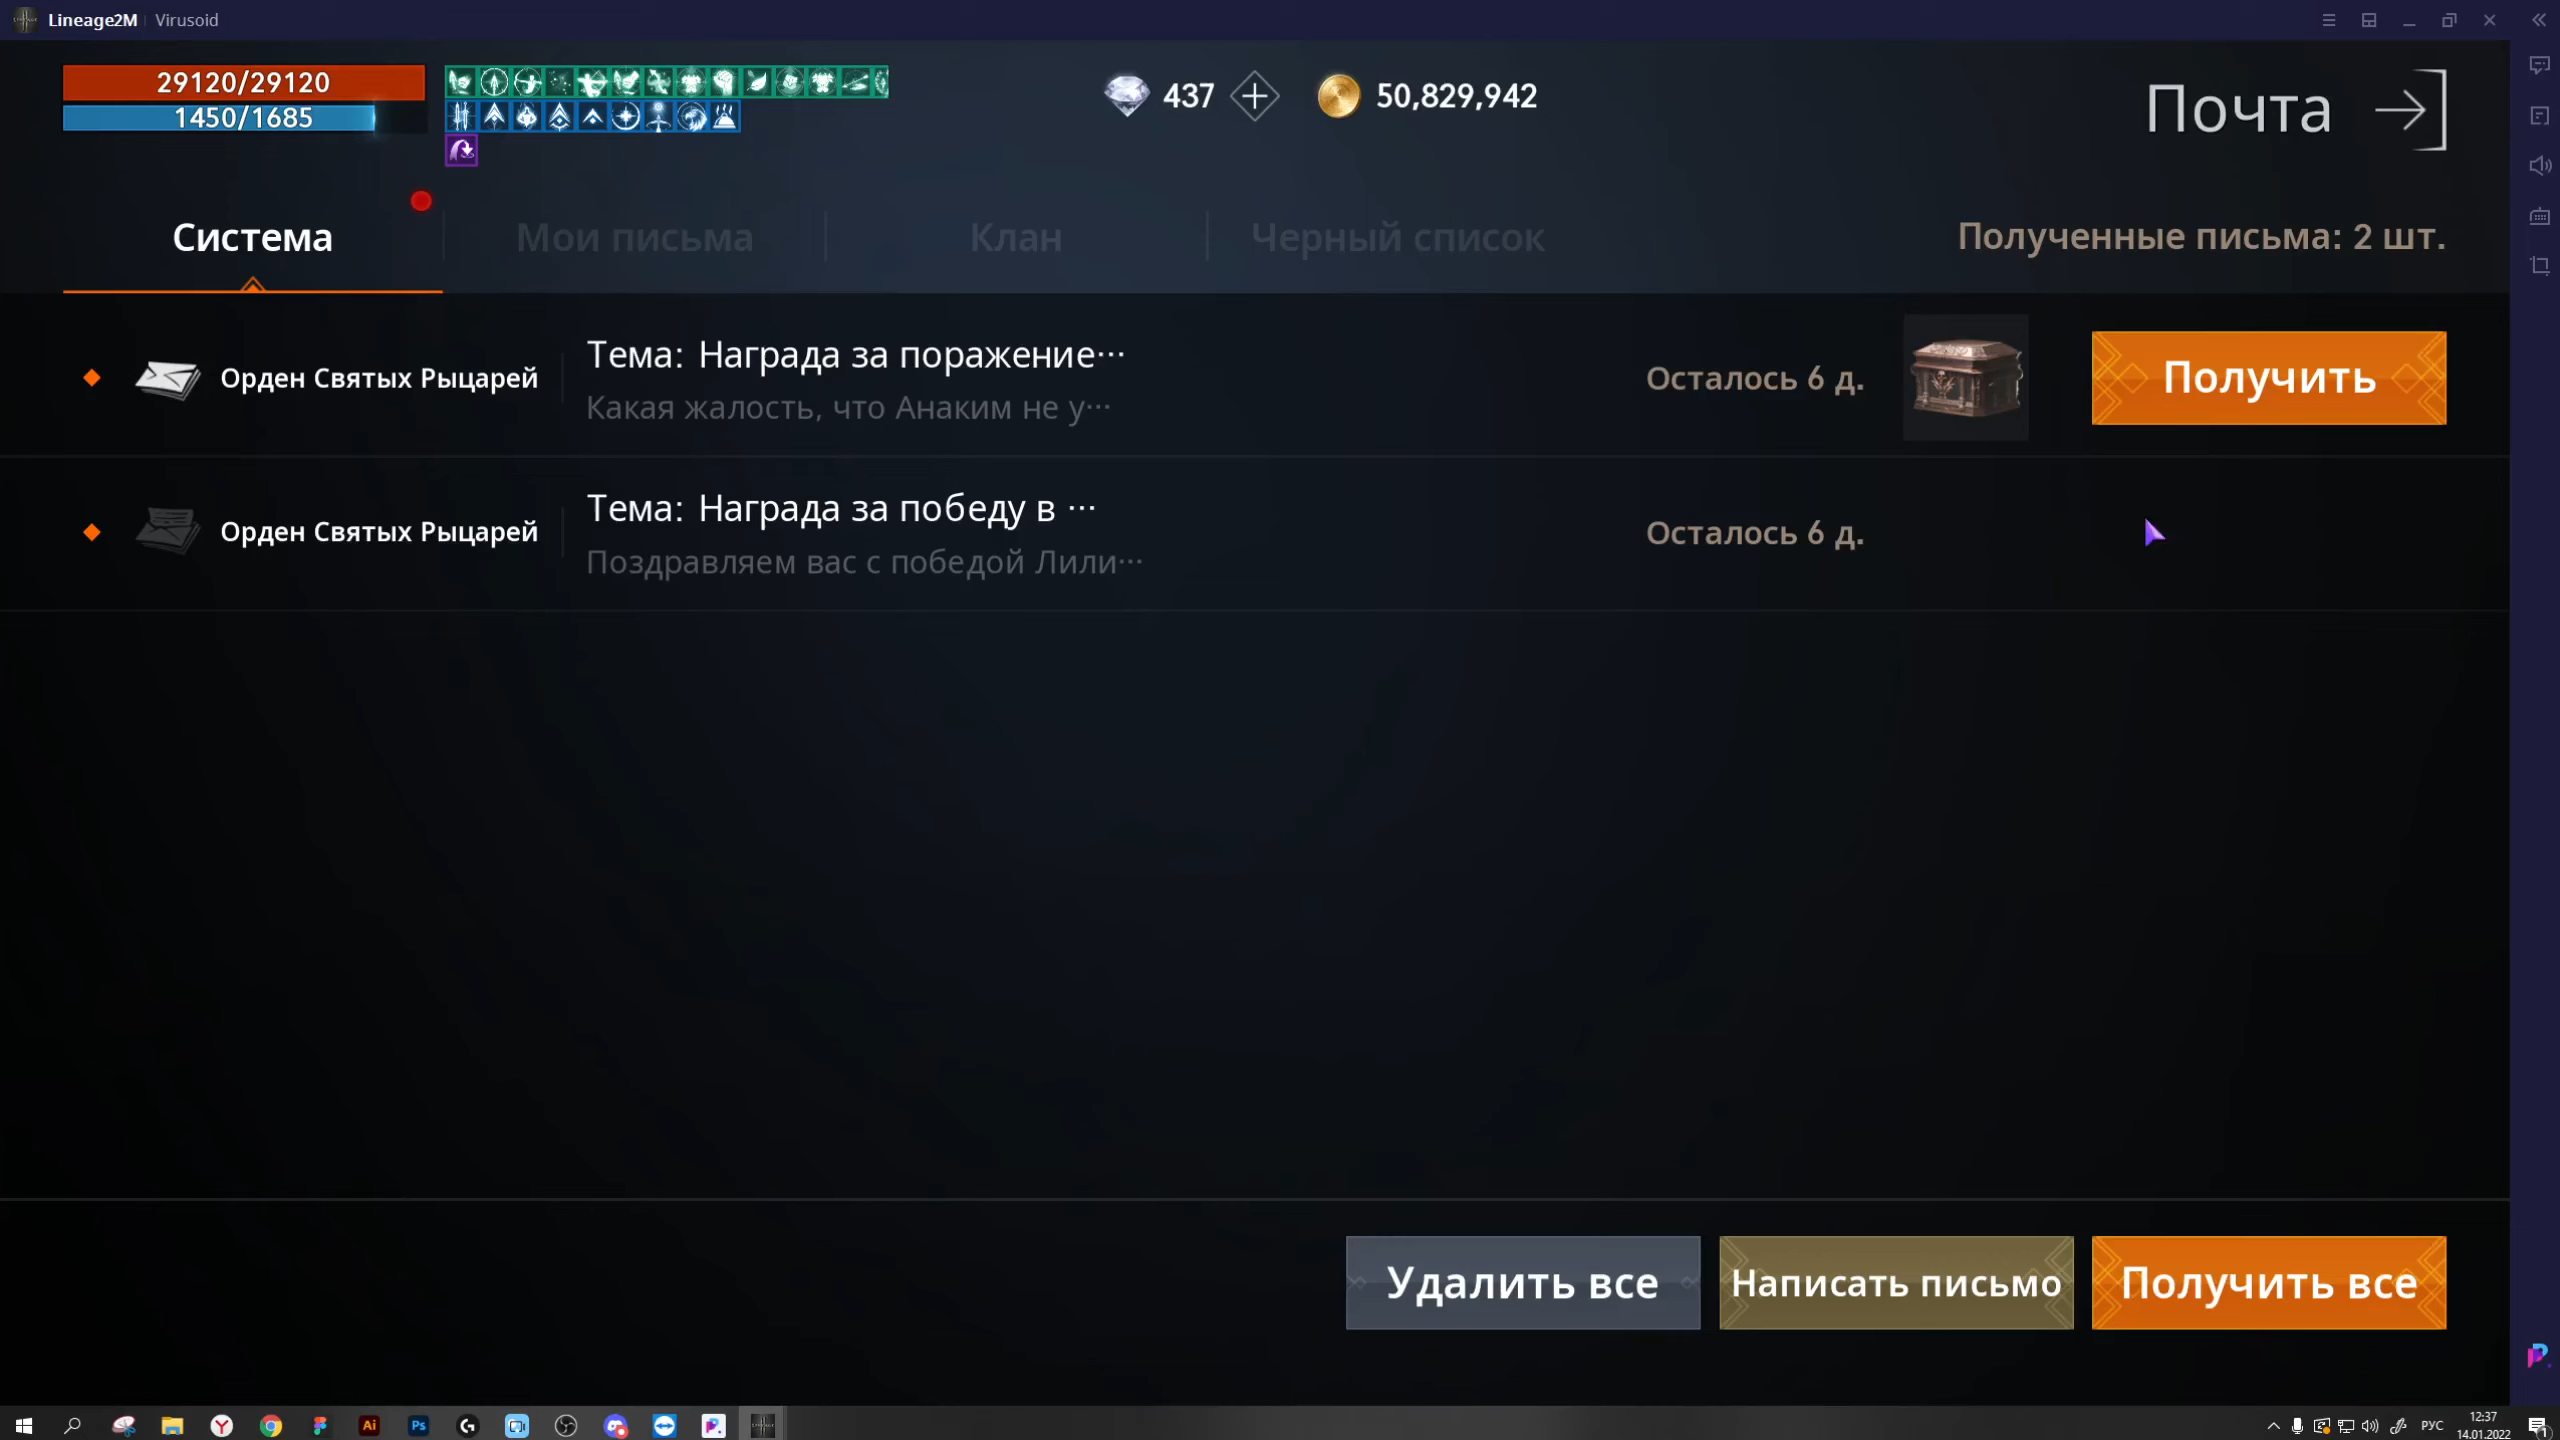 Lineage2M Virusoid
29120/29120
1450/1685
437
50,829,942
Почта
Система
Мои письма
Клан
Черный список
Полученные письма: 2 шт.
Орден Святых Рыцарей
Тема: Награда за поражение···
Какая жалость, что Анаким не у···
Осталось 6 д.
Получить
Орден Святых Рыцарей
Тема: Награда за победу в ···
Поздравляем вас с победой Лили···
Осталось 6 д.
Удалить все
Написать письмо
Получить все
Ai
Ps
РУС
12:37
14.01.2022